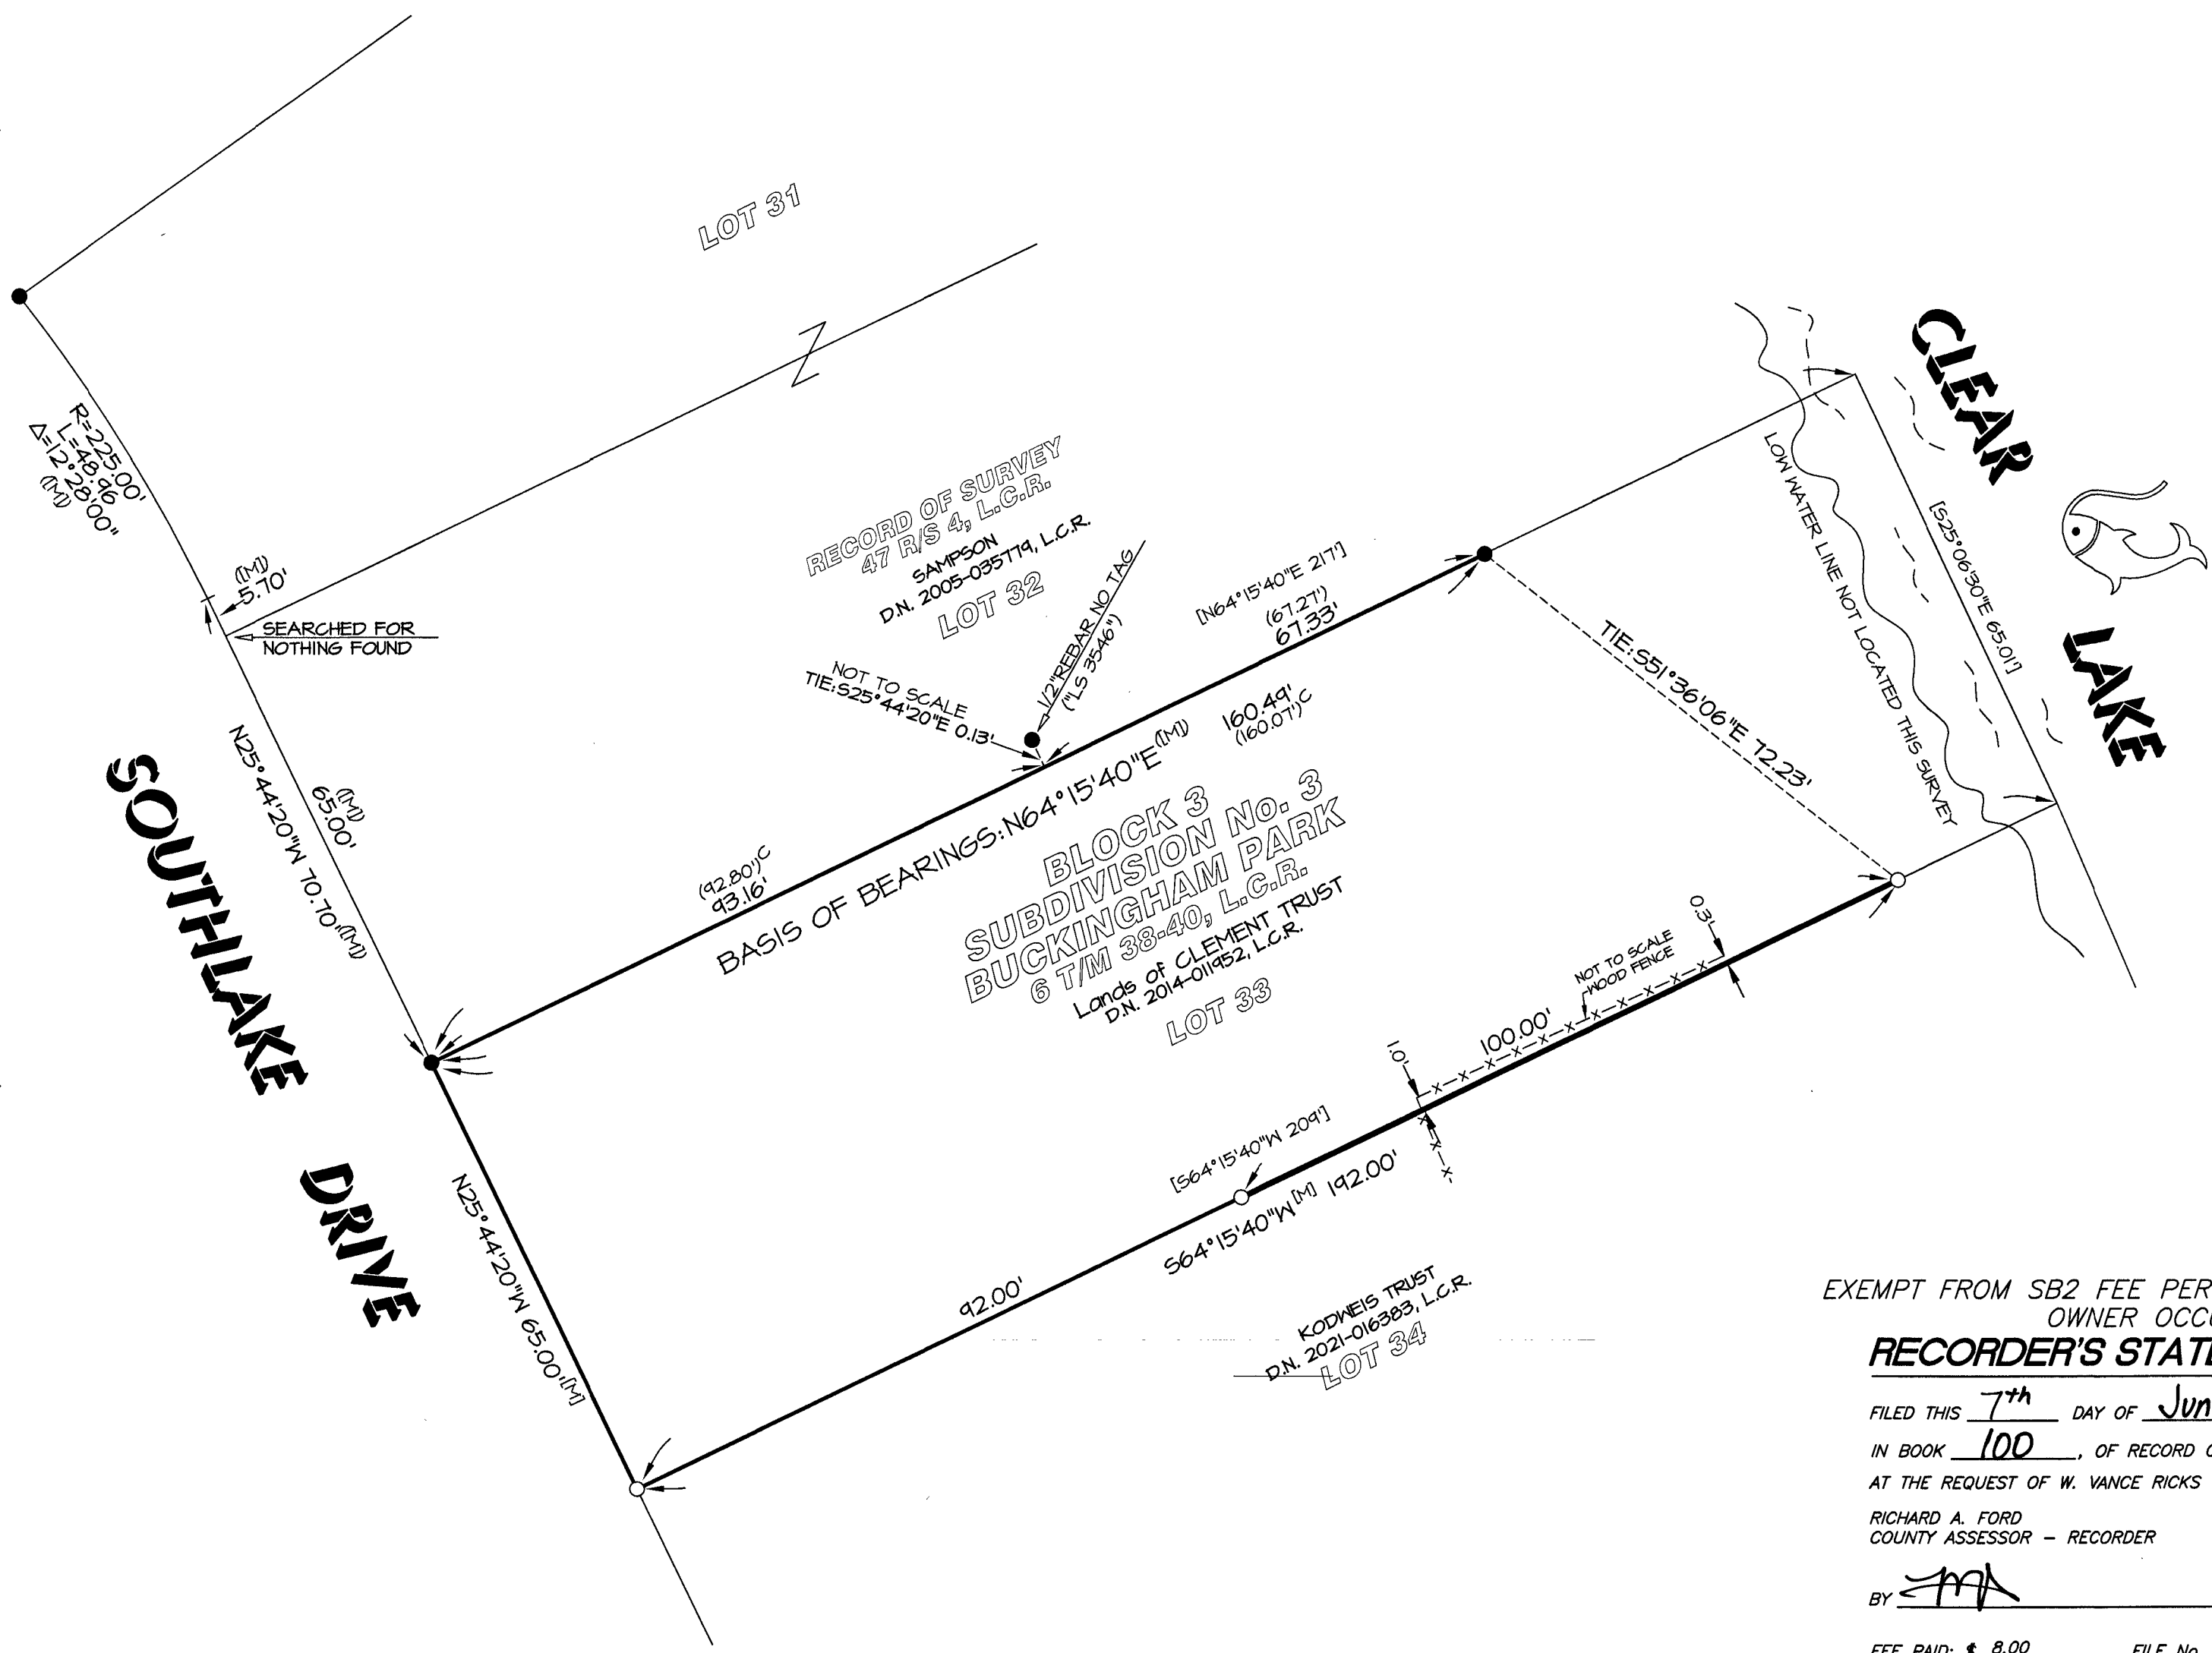 LOT 31
R=225.00'
L=48.96
Δ=12°28'00"
(M)
(M)
5.70'
SEARCHED FOR
NOTHING FOUND
RECORD OF SURVEY
47 R/S 4, L.C.R.
SAMPSON
D.N. 2005-035779, L.C.R.
LOT 32
NOT TO SCALE
TIE:S25°44'20"E 0.13'
1/2"REBAR NO TAG
("LS 3546")
[N64°15'40"E 217']
(67.27')
67.33'
TIE:S51°36'06"E 72.23'
LOW WATER LINE NOT LOCATED THIS SURVEY
[S25°06'30"E 65.01']
CLEAR
LAKE
SOUTHLAKE
DRIVE
N25°44'20"W 70.70'(M)
(M)
65.00'
(92.80')C
93.16'
BASIS OF BEARINGS:N64°15'40"E(M)
160.49'
(160.07')C
BLOCK 3
SUBDIVISION No. 3
BUCKINGHAM PARK
6 T/M 38-40, L.C.R.
Lands of CLEMENT TRUST
D.N. 2014-011952, L.C.R.
LOT 33
NOT TO SCALE
WOOD FENCE
0.3'
1.0'
100.00'
[S64°15'40"W 209']
S64°15'40"W[M] 192.00'
92.00'
N25°44'20"W 65.00'[M]
KODWEIS TRUST
D.N. 2021-016383, L.C.R.
LOT 34
EXEMPT FROM SB2 FEE PER
OWNER OCC
RECORDER'S STAT
FILED THIS 7th DAY OF Jun
IN BOOK 100, OF RECORD
AT THE REQUEST OF W. VANCE RICKS
RICHARD A. FORD
COUNTY ASSESSOR – RECORDER
BY
FEE PAID: $ 8.00 FILE No